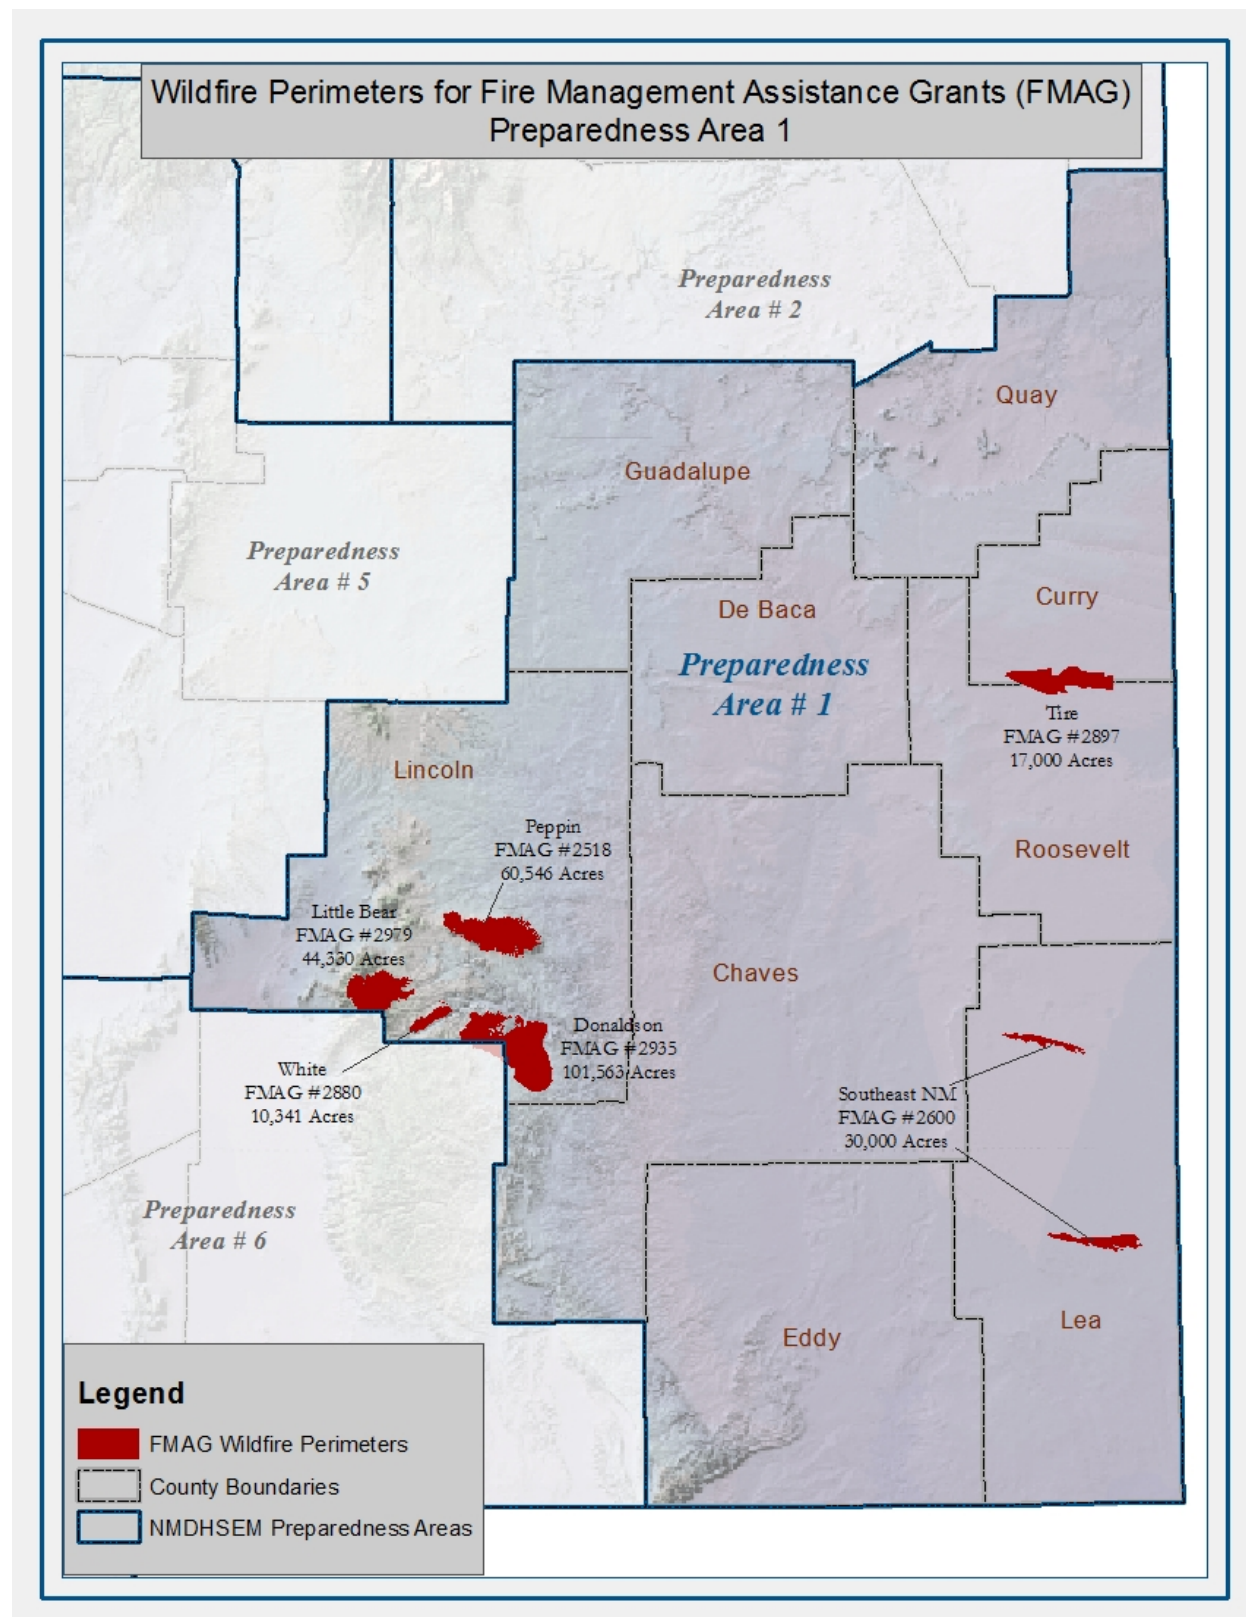 Wildfire Perimeters for Fire Management Assistance Grants (FMAG)
Preparedness Area 1
Preparedness
Area # 2
Quay
Guadalupe
Preparedness
Area # 5
Curry
De Baca
Preparedness
Area # 1
Tire
FMAG #2897
17,000 Acres
Lincoln
Peppin
FMAG #2518
60,546 Acres
Roosevelt
Little Bear
FMAG #2979
44,330 Acres
Chaves
Donaldson
FMAG #2935
101,563 Acres
White
FMAG #2880
10,341 Acres
Southeast NM
FMAG #2600
30,000 Acres
Preparedness
Area # 6
Eddy
Lea
Legend
FMAG Wildfire Perimeters
County Boundaries
NMDHSEM Preparedness Areas